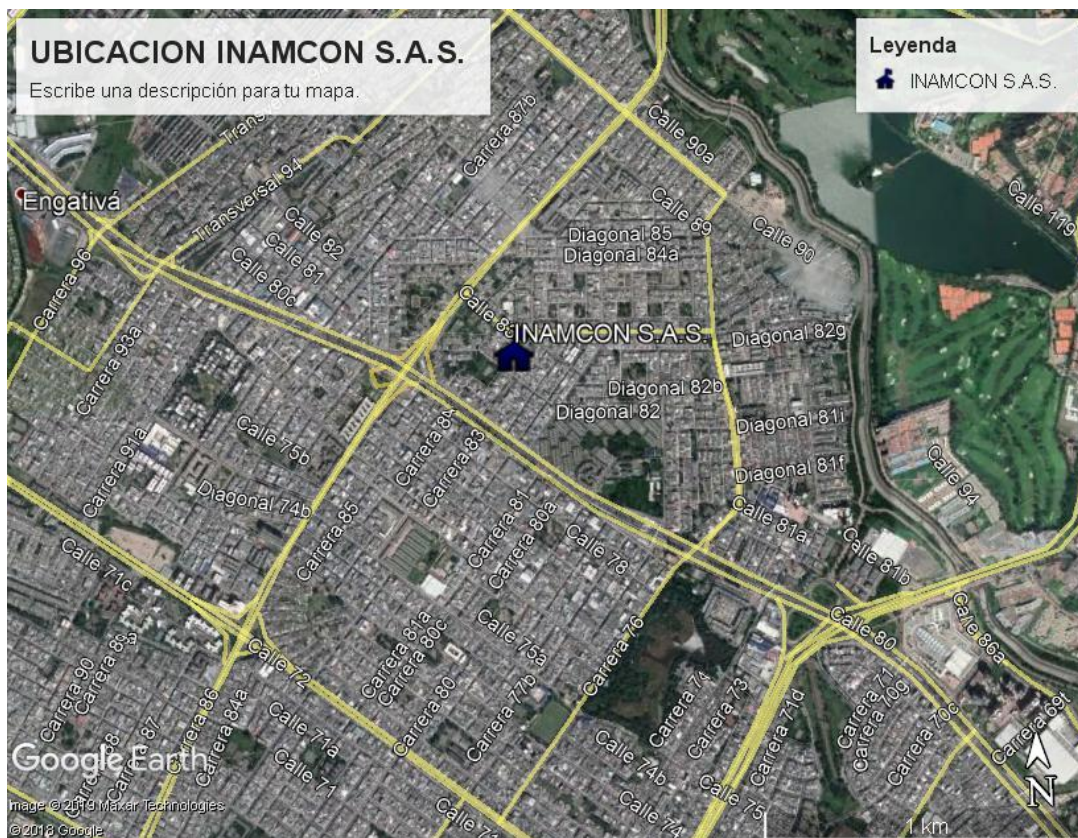 UBICACION INAMCON S.A.S.
Escribe una descripción para tu mapa.
Leyenda
INAMCON S.A.S.
Transversal 94
Carrera 87b
Calle 90a
Calle 119
Engativá
Calle 82
Calle 81
Calle 80c
Calle 89
Diagonal 85
Diagonal 84a
Calle 90
Carrera 96
Carrera 93a
INAMCON S.A.S.
Diagonal 82g
Diagonal 82b
Diagonal 82
Diagonal 81i
Diagonal 81f
Carrera 91a
Calle 75b
Carrera 84
Carrera 83
Diagonal 74b
Carrera 85
Carrera 81
Carrera 80a
Calle 78
Calle 94
Calle 81a
Calle 81b
Calle 71c
Calle 72
Carrera 81a
Carrera 80c
Calle 75a
Carrera 76
Calle 80
Calle 86a
Carrera 90
Carrera 89a
Carrera 87
Carrera 86
Carrera 84a
Calle 71a
Calle 71
Carrera 80
Carrera 77b
Carrera 74
Carrera 73
Carrera 71d
Carrera 71
Carrera 70g
Carrera 70c
Carrera 69t
Calle 74b
Calle 74
Calle 75
Google Earth
Image © 2019 Maxar Technologies
© 2018 Google
1 km
N